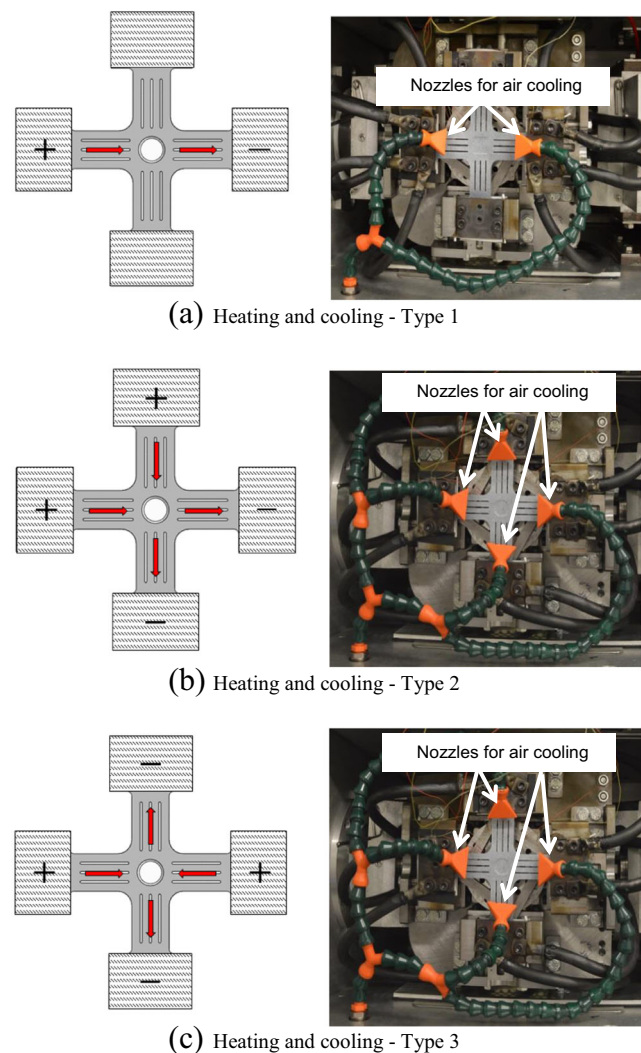 Nozzles for air cooling
+
−
(a) Heating and cooling - Type 1
+
Nozzles for air cooling
+
−
−
(b) Heating and cooling - Type 2
−
Nozzles for air cooling
+
+
−
(c) Heating and cooling - Type 3